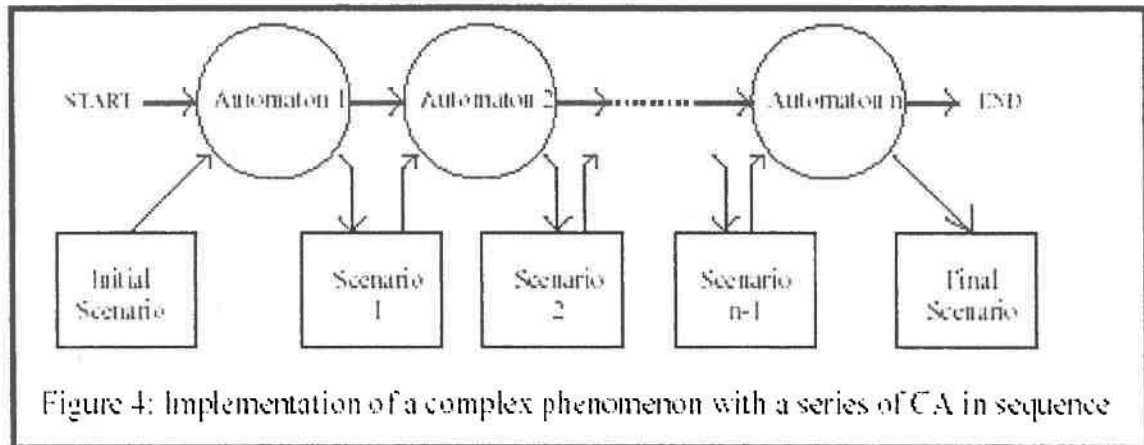 START Automaton 1 Automaton 2 Automaton n END
Initial
Scenario
Scenario
1
Scenario
2
Scenario
n-1
Final
Scenario
Figure 4: Implementation of a complex phenomenon with a series of CA in sequence